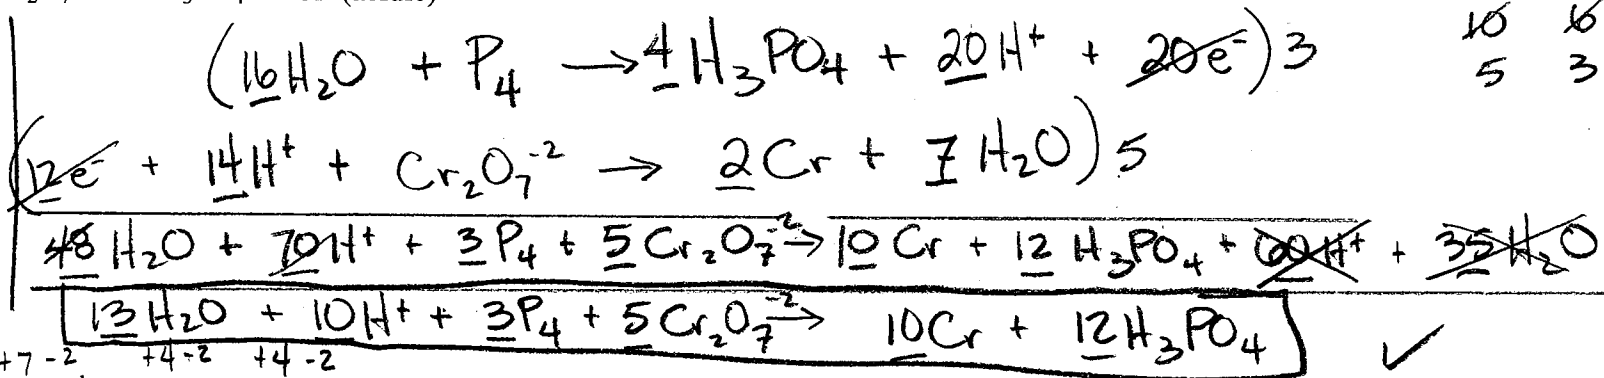 (16H₂O + P₄ → 4H₃PO₄ + 20H⁺ + 20e⁻)3 10 6
5 3
(12e⁻ + 14H⁺ + Cr₂O₇⁻² → 2Cr + 7H₂O)5
48H₂O + 70H⁺ + 3P₄ + 5Cr₂O₇⁻² → 10Cr + 12H₃PO₄ + 60H⁺ + 35H₂O
13H₂O + 10H⁺ + 3P₄ + 5Cr₂O₇⁻² → 10Cr + 12H₃PO₄ ✓
+7 -2 +4 -2 +4 -2